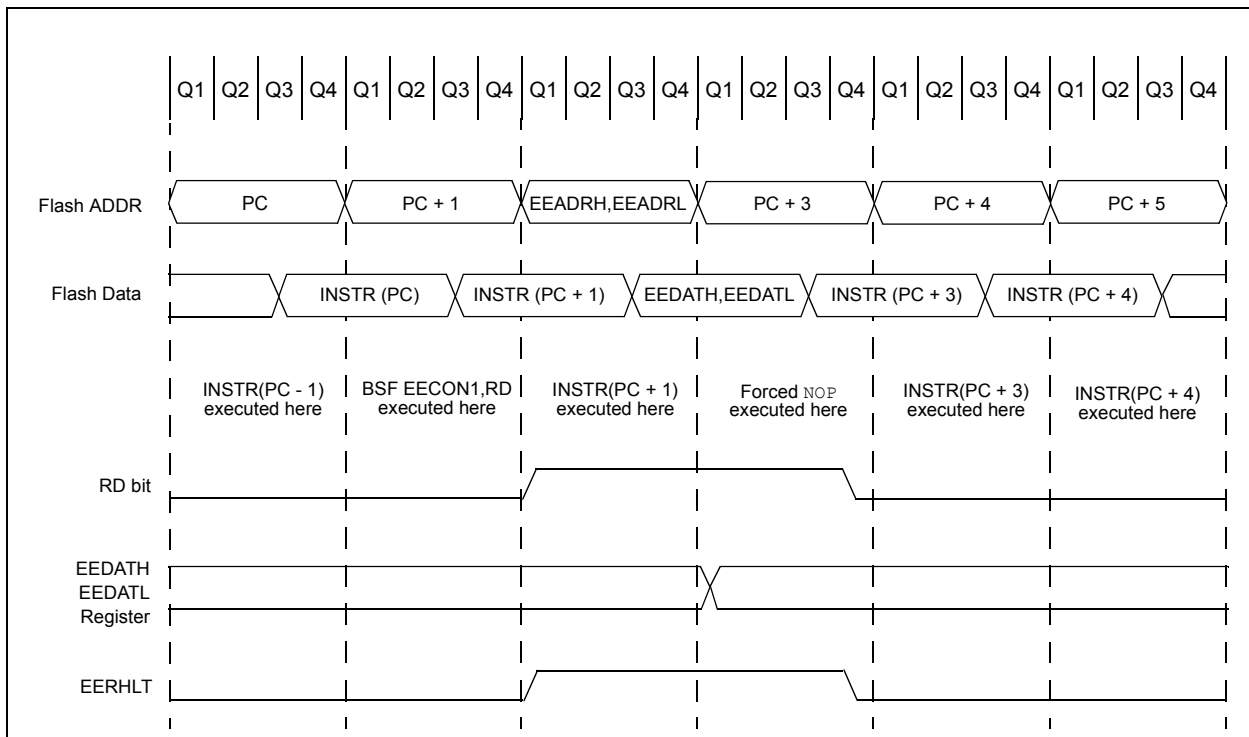 Q1 Q2 Q3 Q4 Q1 Q2 Q3 Q4 Q1 Q2 Q3 Q4 Q1 Q2 Q3 Q4 Q1 Q2 Q3 Q4 Q1 Q2 Q3 Q4
Flash ADDR PC PC + 1 EEADRH,EEADRL PC + 3 PC + 4 PC + 5
Flash Data INSTR (PC) INSTR (PC + 1) EEDATH,EEDATL INSTR (PC + 3) INSTR (PC + 4)
INSTR(PC - 1) BSF EECON1,RD INSTR(PC + 1) Forced NOP INSTR(PC + 3) INSTR(PC + 4)
executed here executed here executed here executed here executed here executed here
RD bit
EEDATH
EEDATL
Register
EERHLT